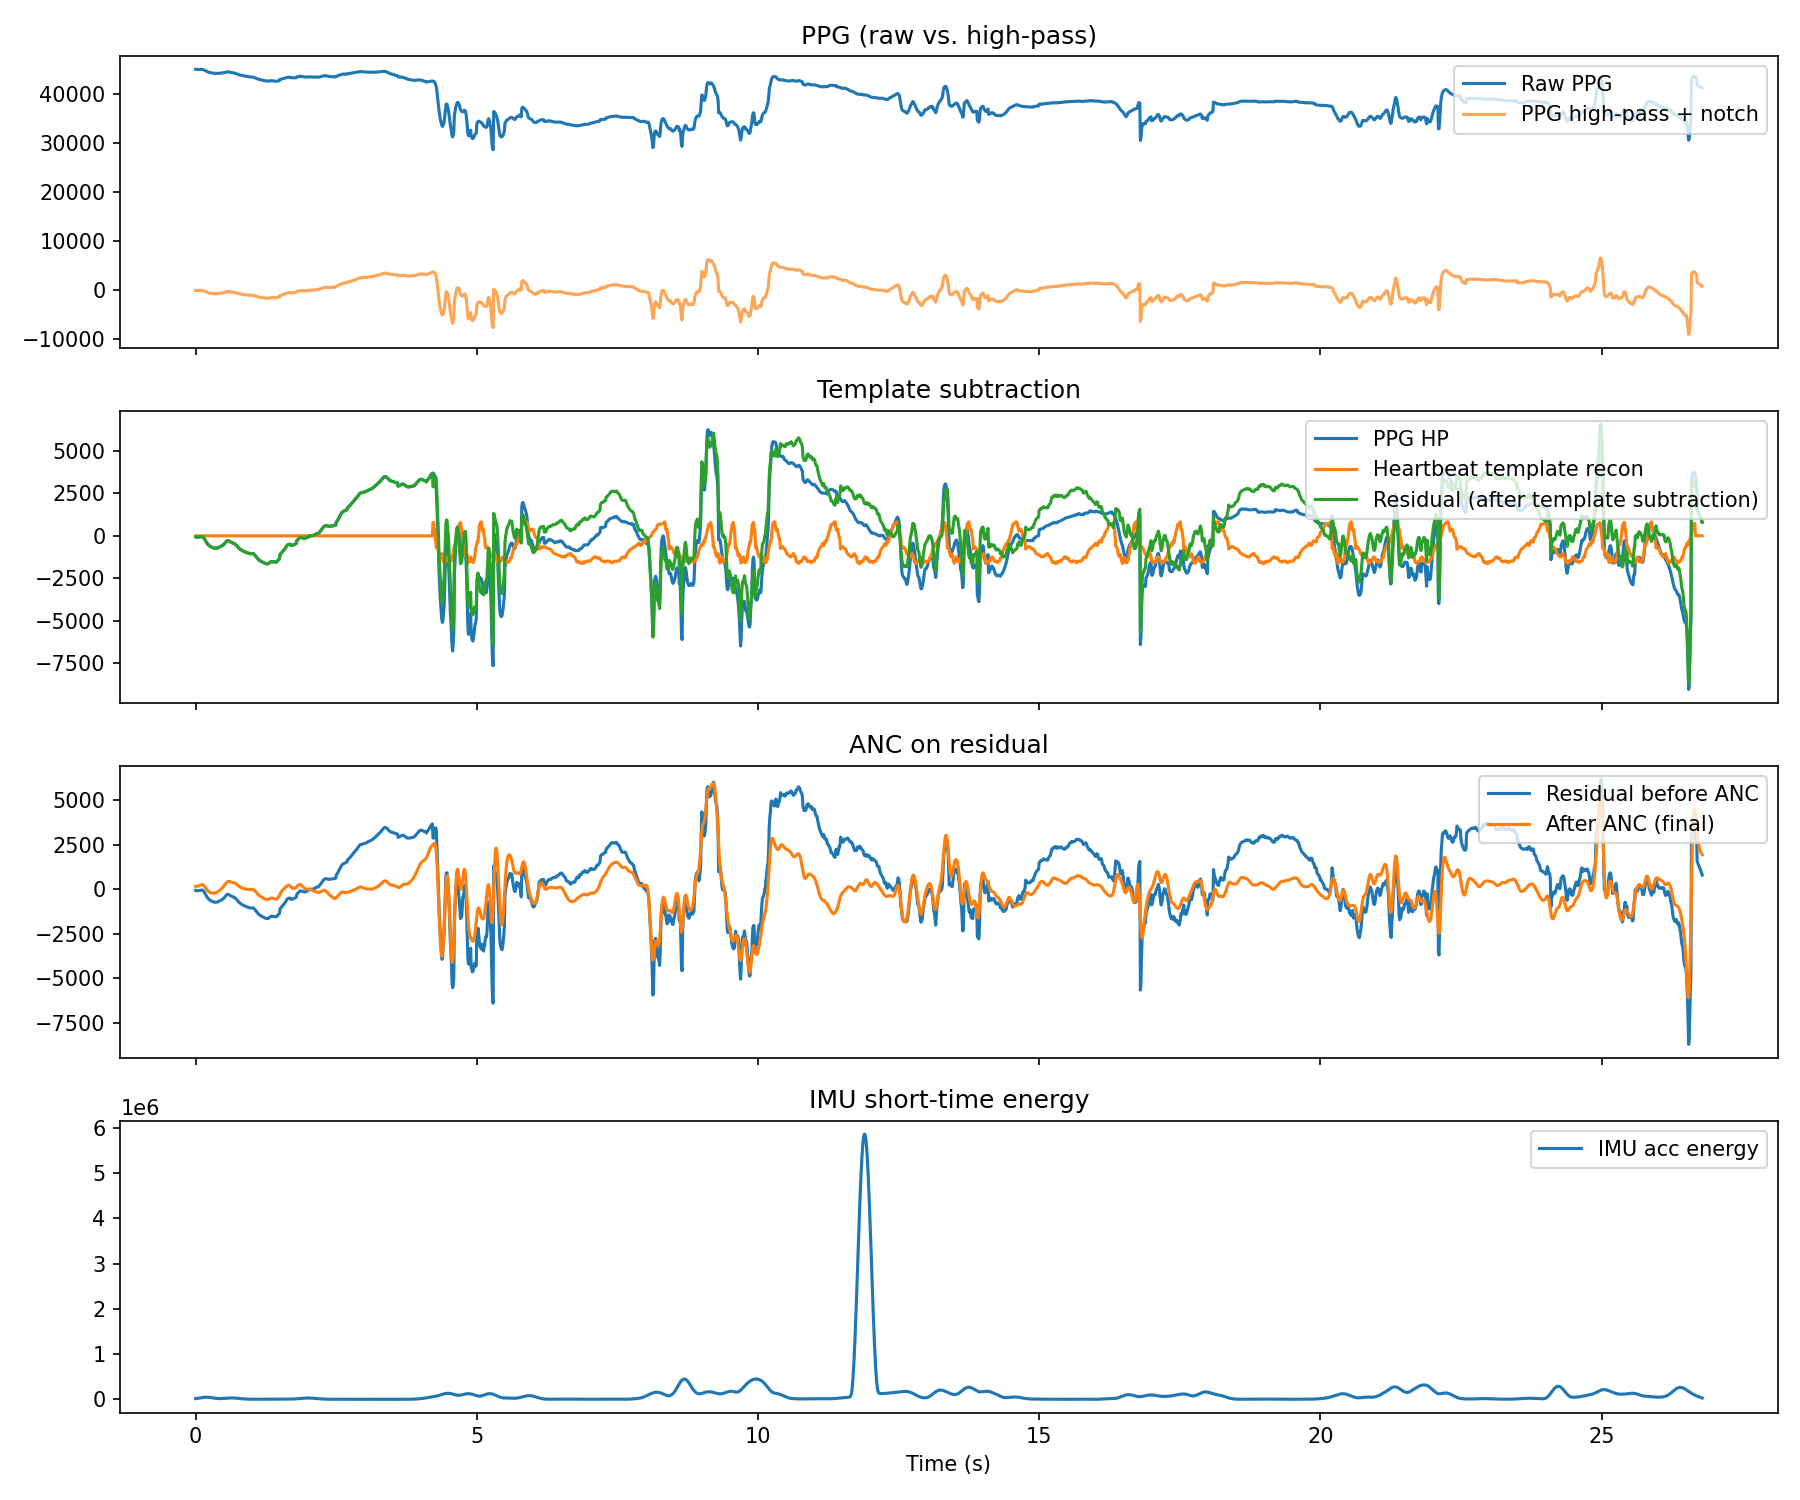 PPG (raw vs. high-pass)
40000
30000
20000
10000
0
−10000
Raw PPG
PPG high-pass + notch
Template subtraction
5000
2500
0
−2500
−5000
−7500
PPG HP
Heartbeat template recon
Residual (after template subtraction)
ANC on residual
5000
2500
0
−2500
−5000
−7500
Residual before ANC
After ANC (final)
IMU short-time energy
1e6
6
5
4
3
2
1
0
IMU acc energy
0 5 10 15 20 25
Time (s)